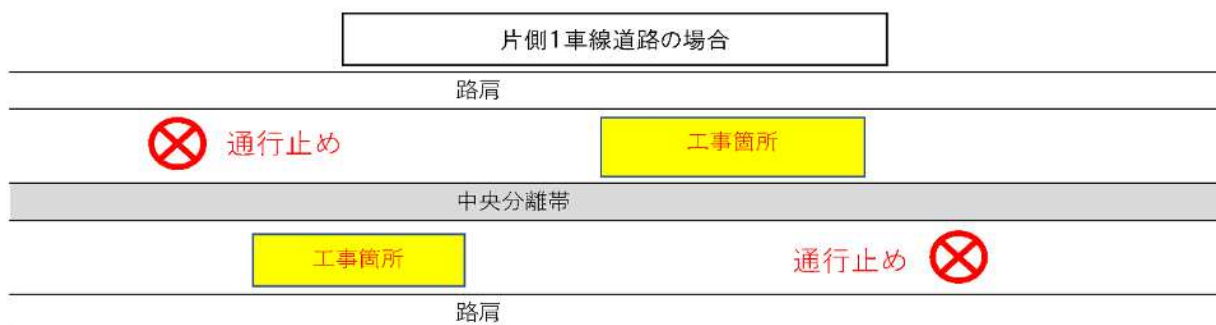 片側1車線道路の場合
路肩
通行止め
工事箇所
中央分離帯
工事箇所
通行止め
路肩